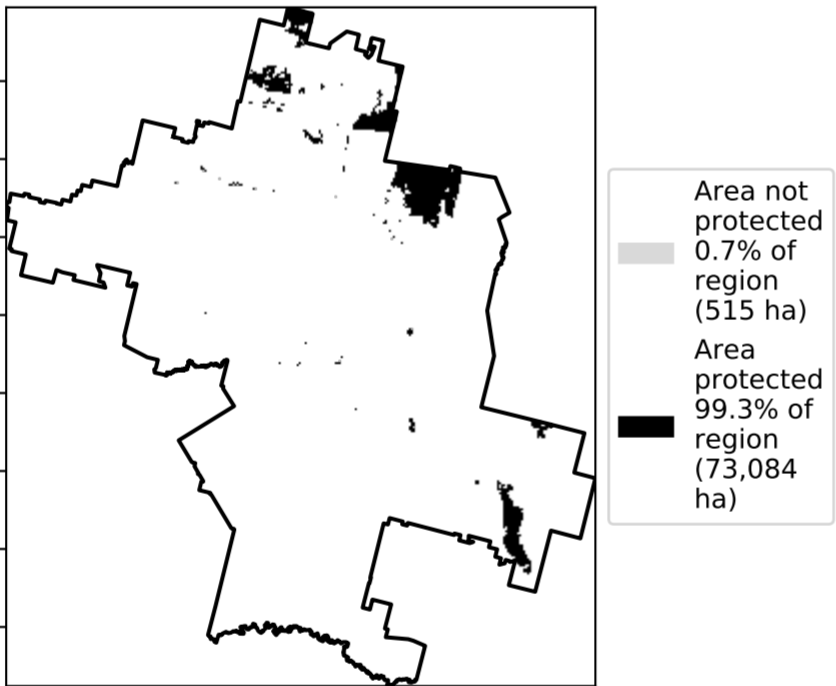 Area not
protected
0.7% of
region
(515 ha)
Area
protected
99.3% of
region
(73,084
ha)